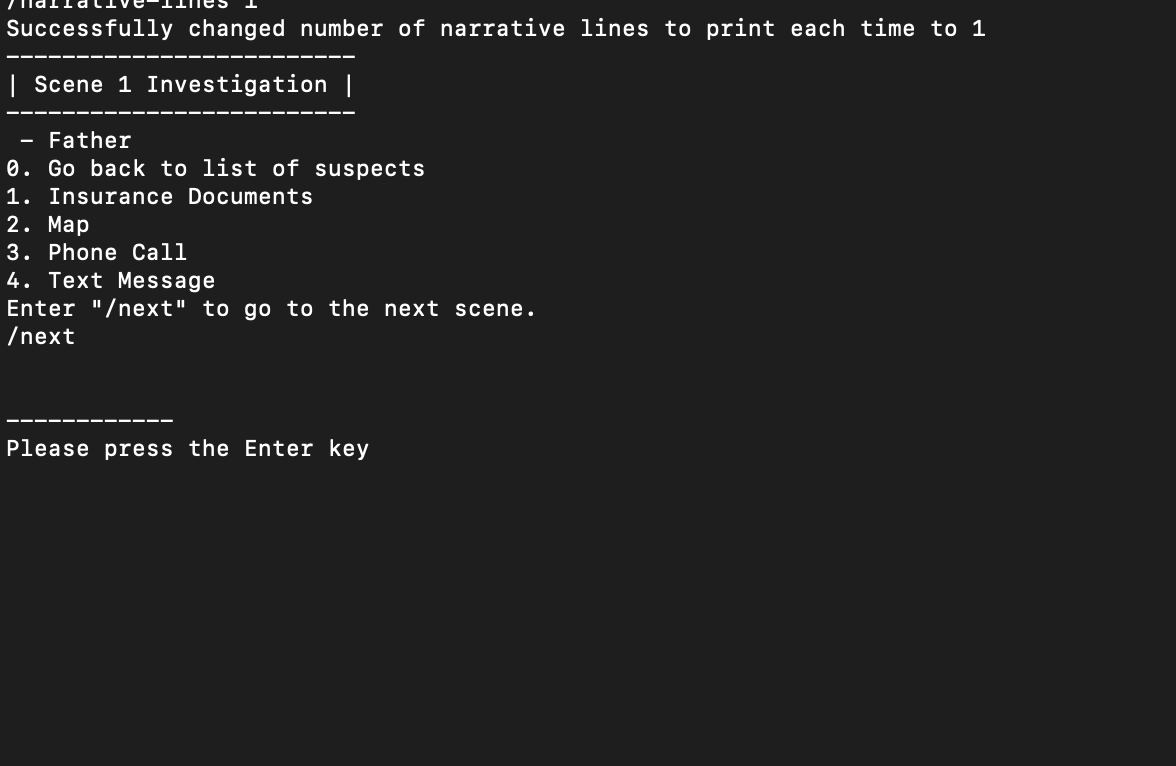 /narrative-lines 1
Successfully changed number of narrative lines to print each time to 1
-------------------------
| Scene 1 Investigation |
-------------------------
 - Father
0. Go back to list of suspects
1. Insurance Documents
2. Map
3. Phone Call
4. Text Message
Enter "/next" to go to the next scene.
/next
------------
Please press the Enter key